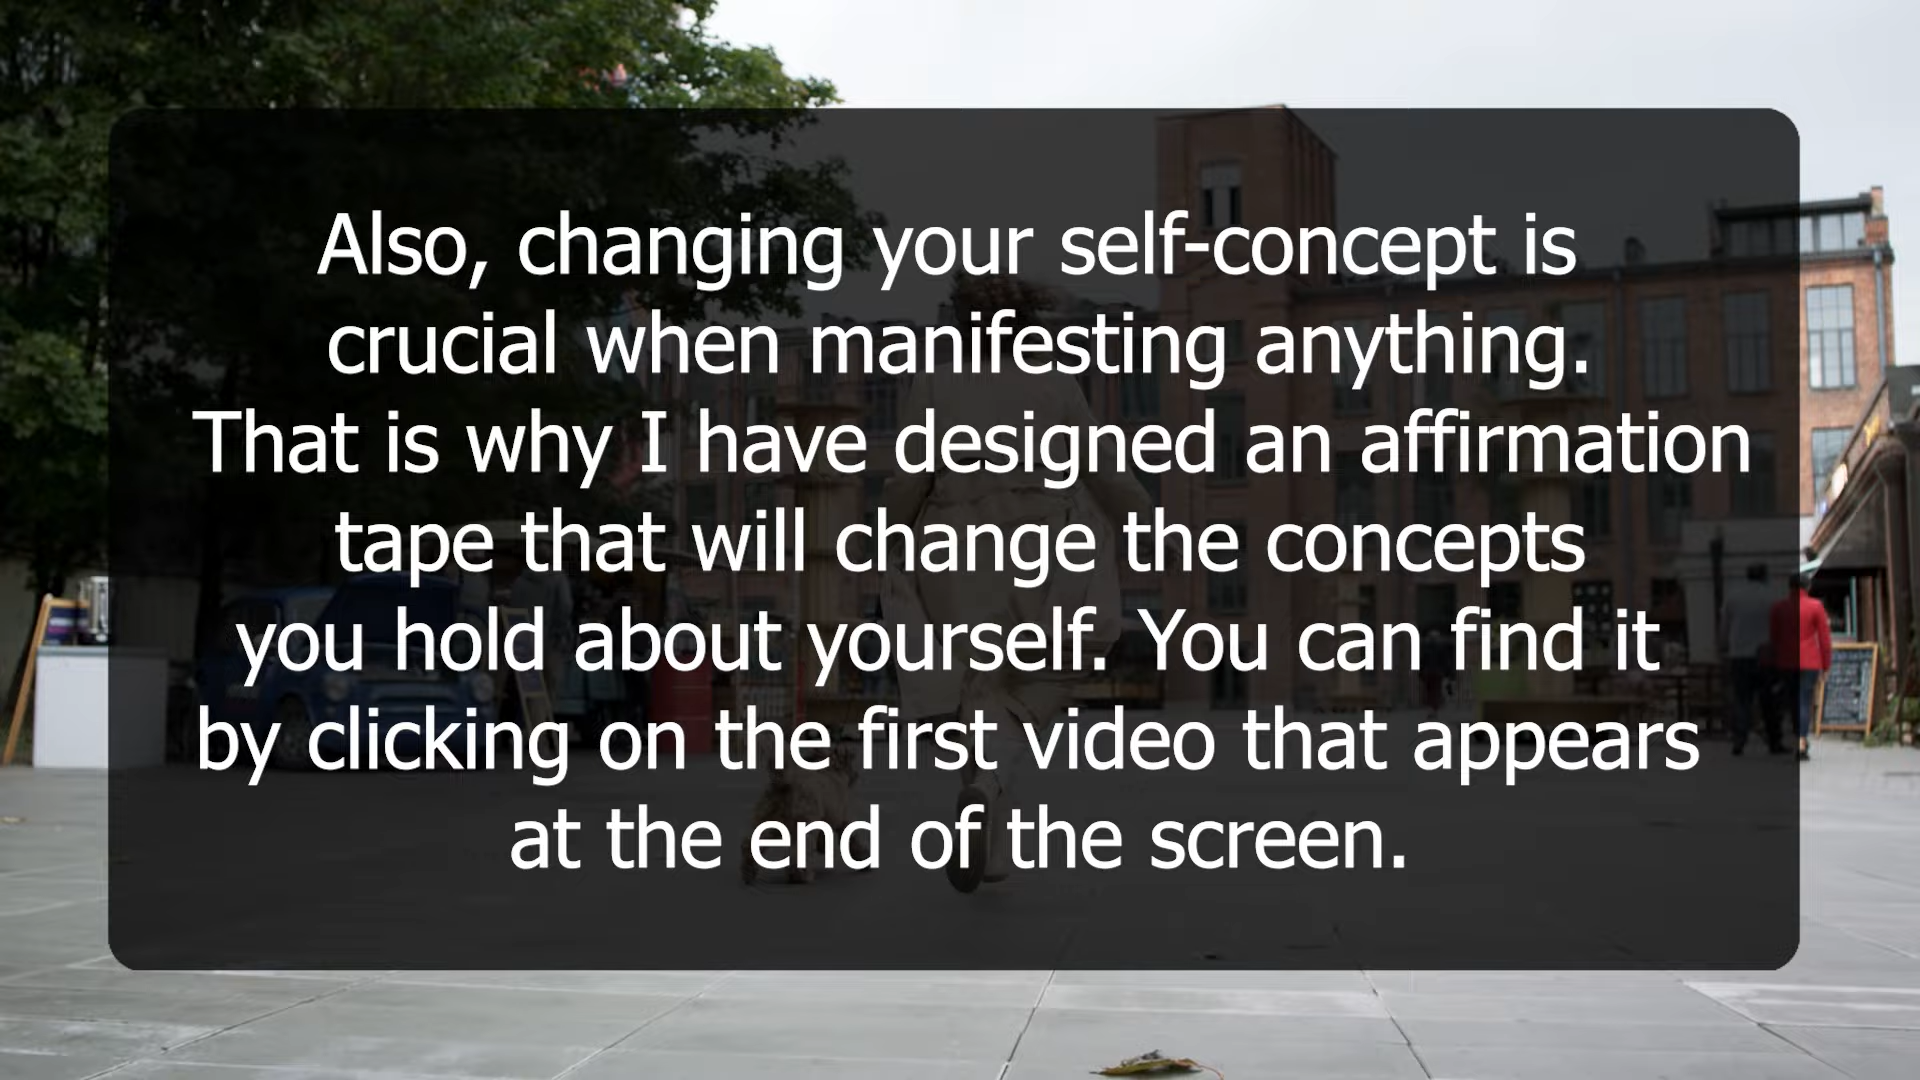 Also, changing your self-concept is
crucial when manifesting anything.
That is why I have designed an affirmation
tape that will change the concepts
you hold about yourself. You can find it
by clicking on the first video that appears
at the end of the screen.